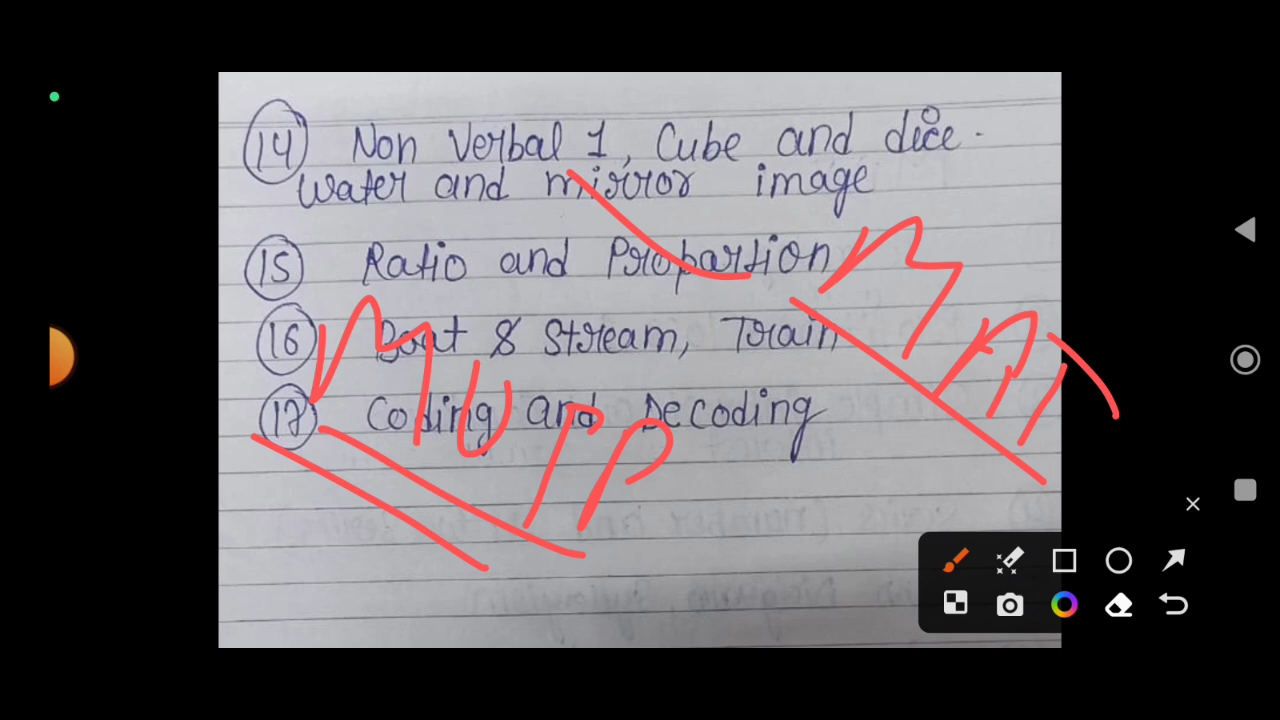 14 Non Verbal 1, Cube and dice.
Water and mirror image
15 Ratio and Propartion
16 Boat & Stream, Train
17 Coding and Decoding